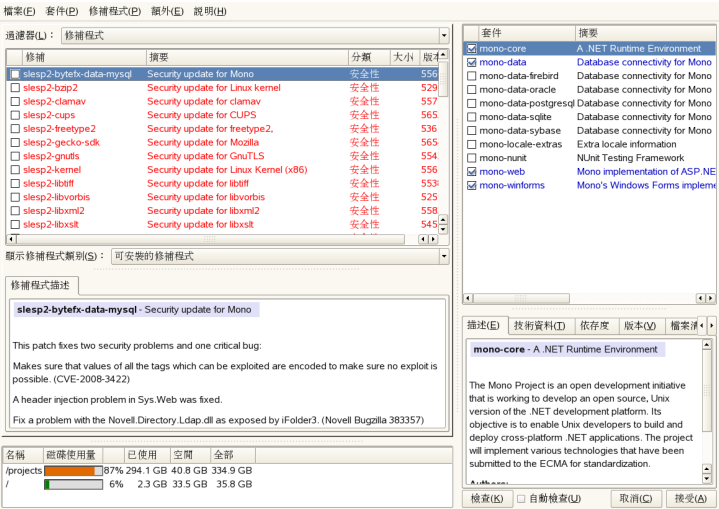 檔案(F) 套件(P) 修補程式(P) 額外(E) 說明(H)
過濾器(L)： 修補程式
修補 摘要 分類 大小 版本
slesp2-bytefx-data-mysql Security update for Mono 安全性 556
slesp2-bzip2 Security update for Linux kernel 安全性 529
slesp2-clamav Security update for clamav 安全性 557
slesp2-cups Security update for CUPS 安全性 565
slesp2-freetype2 Security update for freetype2, 安全性 536
slesp2-gecko-sdk Security update for Mozilla 安全性 565
slesp2-gnutls Security update for GnuTLS 安全性 554
slesp2-kernel Security update for Linux Kernel (x86) 安全性 556
slesp2-libtiff Security update for libtiff 安全性 553
slesp2-libvorbis Security update for libvorbis 安全性 525
slesp2-libxml2 Security update for libxml2 安全性 558
slesp2-libxslt Security update for libxslt 安全性 545
顯示修補程式類別(S)： 可安裝的修補程式
修補程式描述
slesp2-bytefx-data-mysql - Security update for Mono
This patch fixes two security problems and one critical bug:
Makes sure that values of all the tags which can be exploited are encoded to make sure no exploit is
possible. (CVE-2008-3422)
A header injection problem in Sys.Web was fixed.
Fix a problem with the Novell.Directory.Ldap.dll as exposed by iFolder3. (Novell Bugzilla 383357)
名稱 磁碟使用量 已使用 空閒 全部
/projects 87% 294.1 GB 40.8 GB 334.9 GB
/ 6% 2.3 GB 33.5 GB 35.8 GB
套件 摘要
mono-core A .NET Runtime Environment
mono-data Database connectivity for Mono
mono-data-firebird Database connectivity for Mono
mono-data-oracle Database connectivity for Mono
mono-data-postgresql Database connectivity for Mono
mono-data-sqlite Database connectivity for Mono
mono-data-sybase Database connectivity for Mono
mono-locale-extras Extra locale information
mono-nunit NUnit Testing Framework
mono-web Mono implementation of ASP.NE
mono-winforms Mono's Windows Forms impleme
描述(E) 技術資料(T) 依存度 版本(V) 檔案清
mono-core - A .NET Runtime Environment
The Mono Project is an open development initiative
that is working to develop an open source, Unix
version of the .NET development platform. Its
objective is to enable Unix developers to build and
deploy cross-platform .NET applications. The project
will implement various technologies that have been
submitted to the ECMA for standardization.
Authors:
檢查(K) 自動檢查(U) 取消(C) 接受(A)